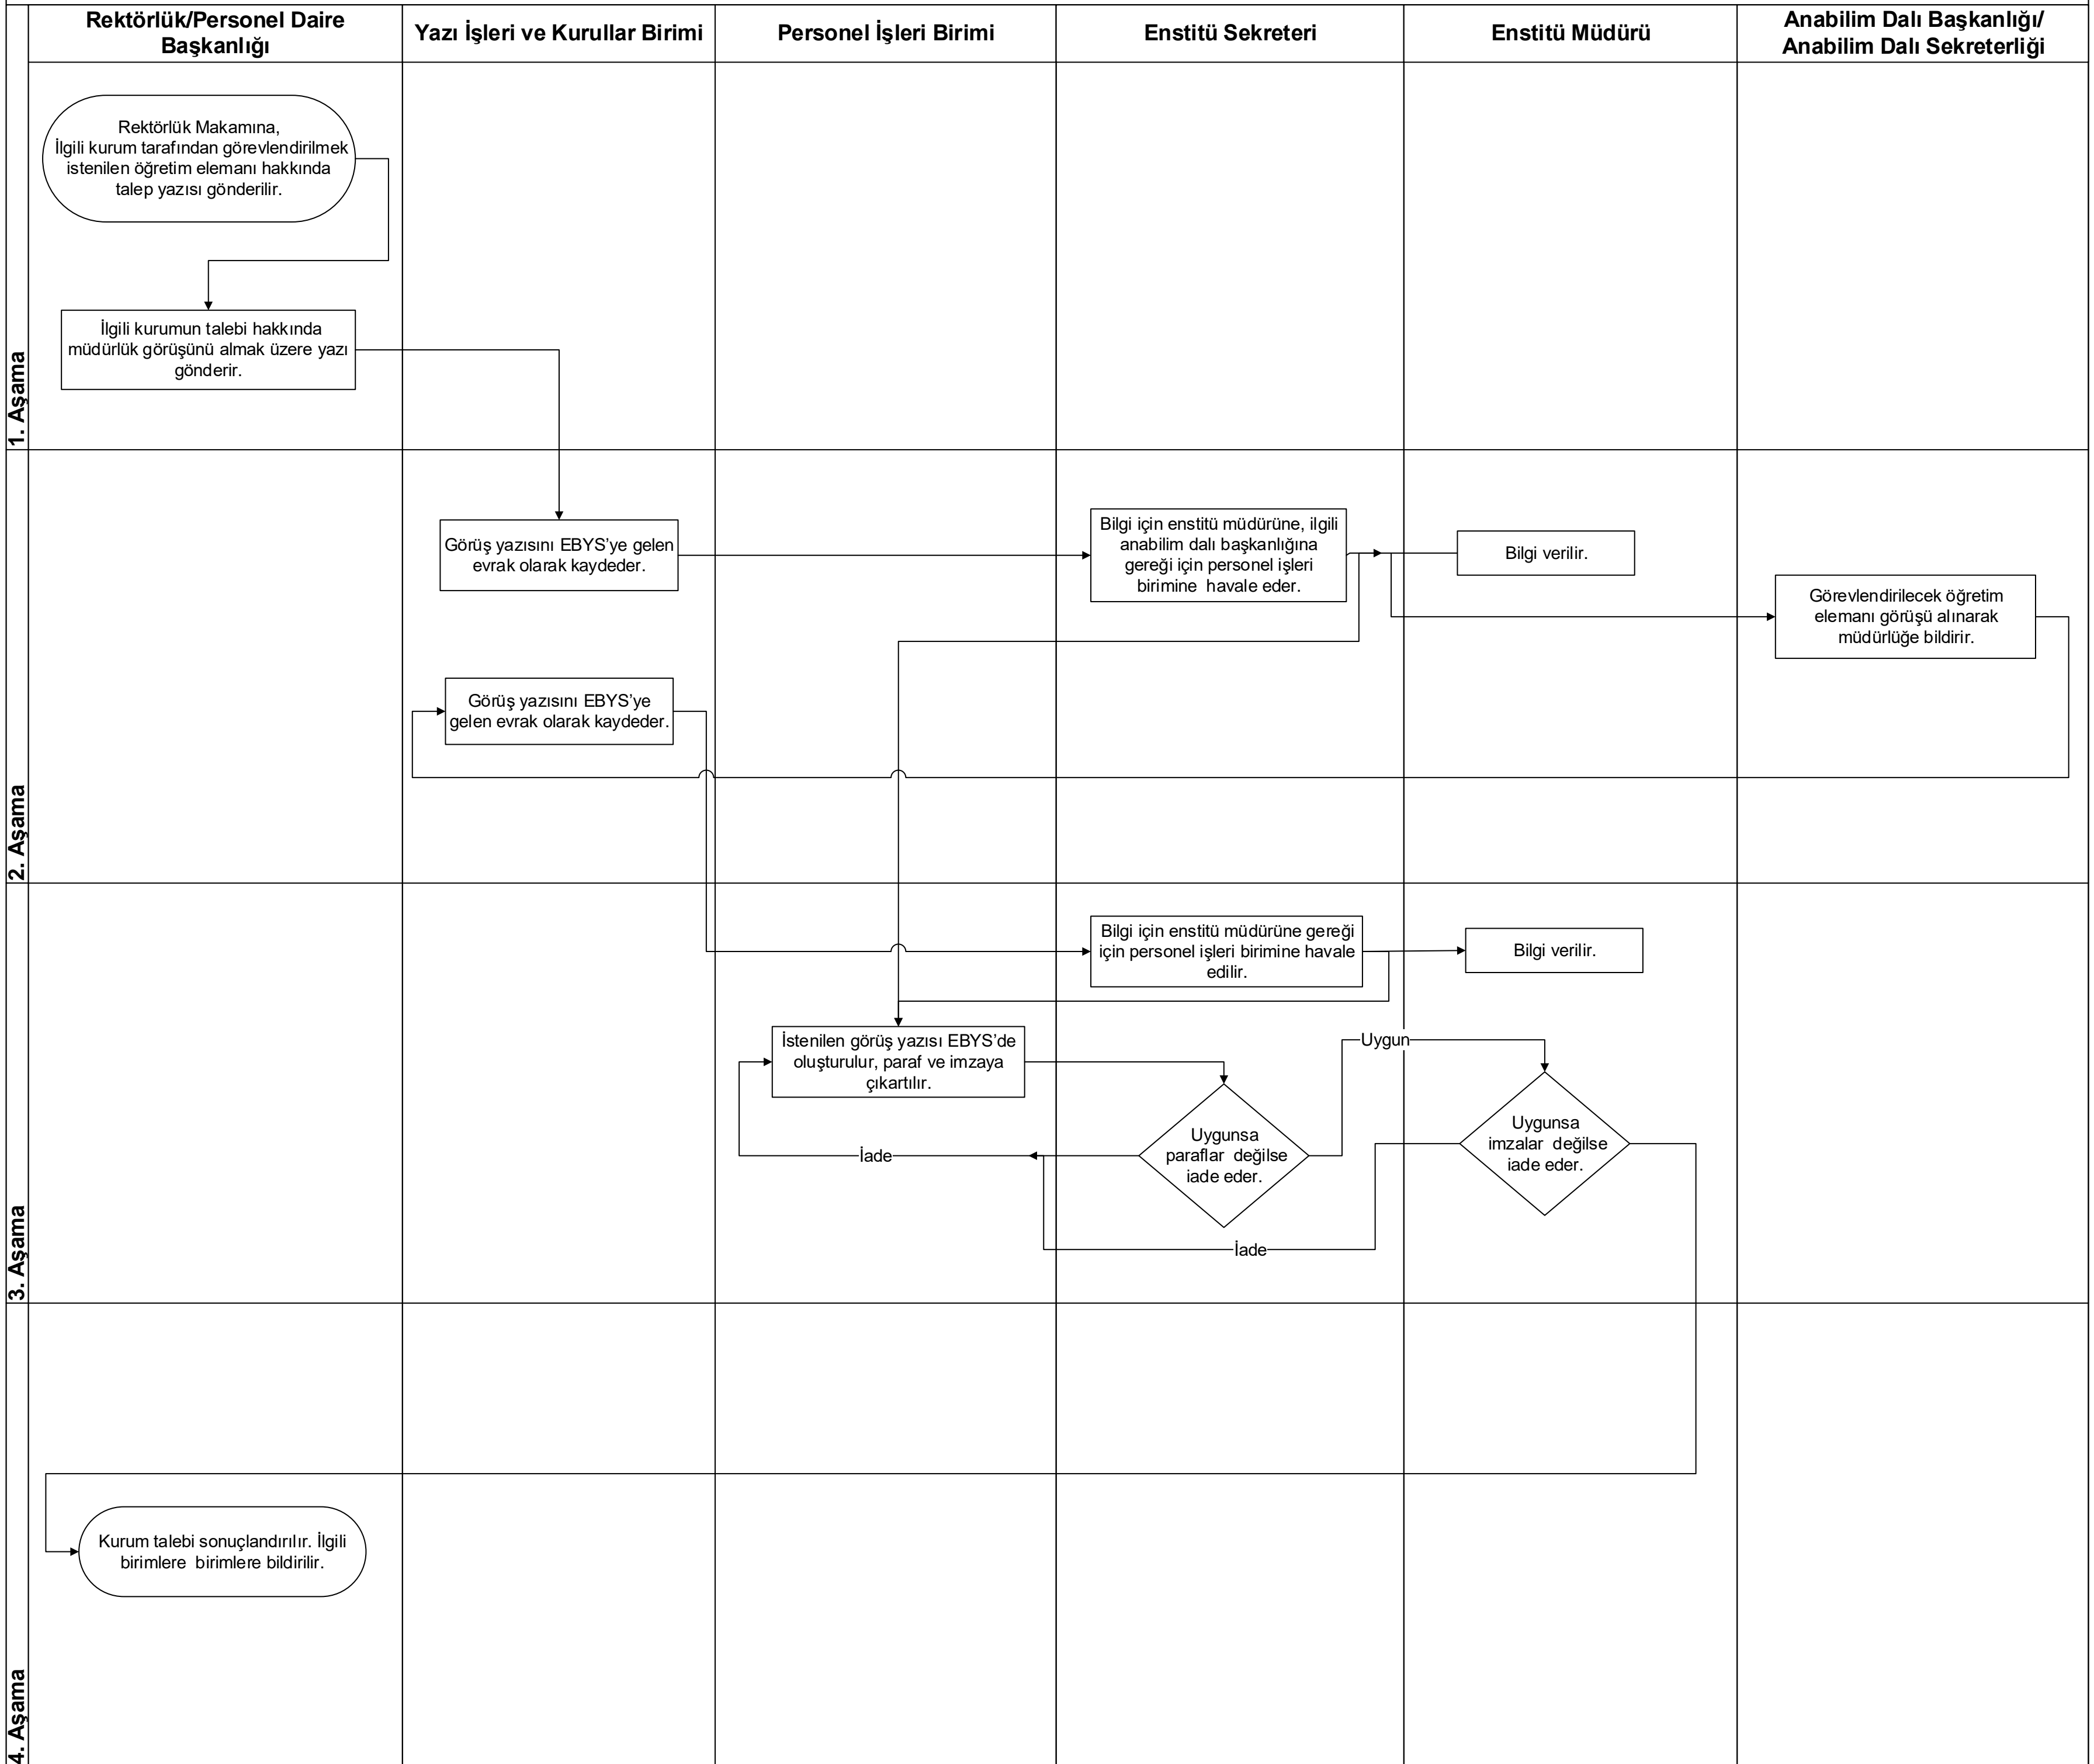 Rektörlük/Personel Daire
Başkanlığı
Yazı İşleri ve Kurullar Birimi
Personel İşleri Birimi
Enstitü Sekreteri
Enstitü Müdürü
Anabilim Dalı Başkanlığı/
Anabilim Dalı Sekreterliği
1. Aşama
Rektörlük Makamına,
İlgili kurum tarafından görevlendirilmek
istenilen öğretim elemanı hakkında
talep yazısı gönderilir.
İlgili kurumun talebi hakkında
müdürlük görüşünü almak üzere yazı
gönderir.
2. Aşama
Görüş yazısını EBYS’ye gelen
evrak olarak kaydeder.
Bilgi için enstitü müdürüne, ilgili
anabilim dalı başkanlığına
gereği için personel işleri
birimine  havale eder.
Bilgi verilir.
Görevlendirilecek öğretim
elemanı görüşü alınarak
müdürlüğe bildirir.
Görüş yazısını EBYS’ye
gelen evrak olarak kaydeder.
3. Aşama
Bilgi için enstitü müdürüne gereği
için personel işleri birimine havale
edilir.
Bilgi verilir.
İstenilen görüş yazısı EBYS’de
oluşturulur, paraf ve imzaya
çıkartılır.
Uygun
Uygunsa
paraflar  değilse
iade eder.
Uygunsa
imzalar  değilse
iade eder.
İade
İade
4. Aşama
Kurum talebi sonuçlandırılır. İlgili
birimlere  birimlere bildirilir.